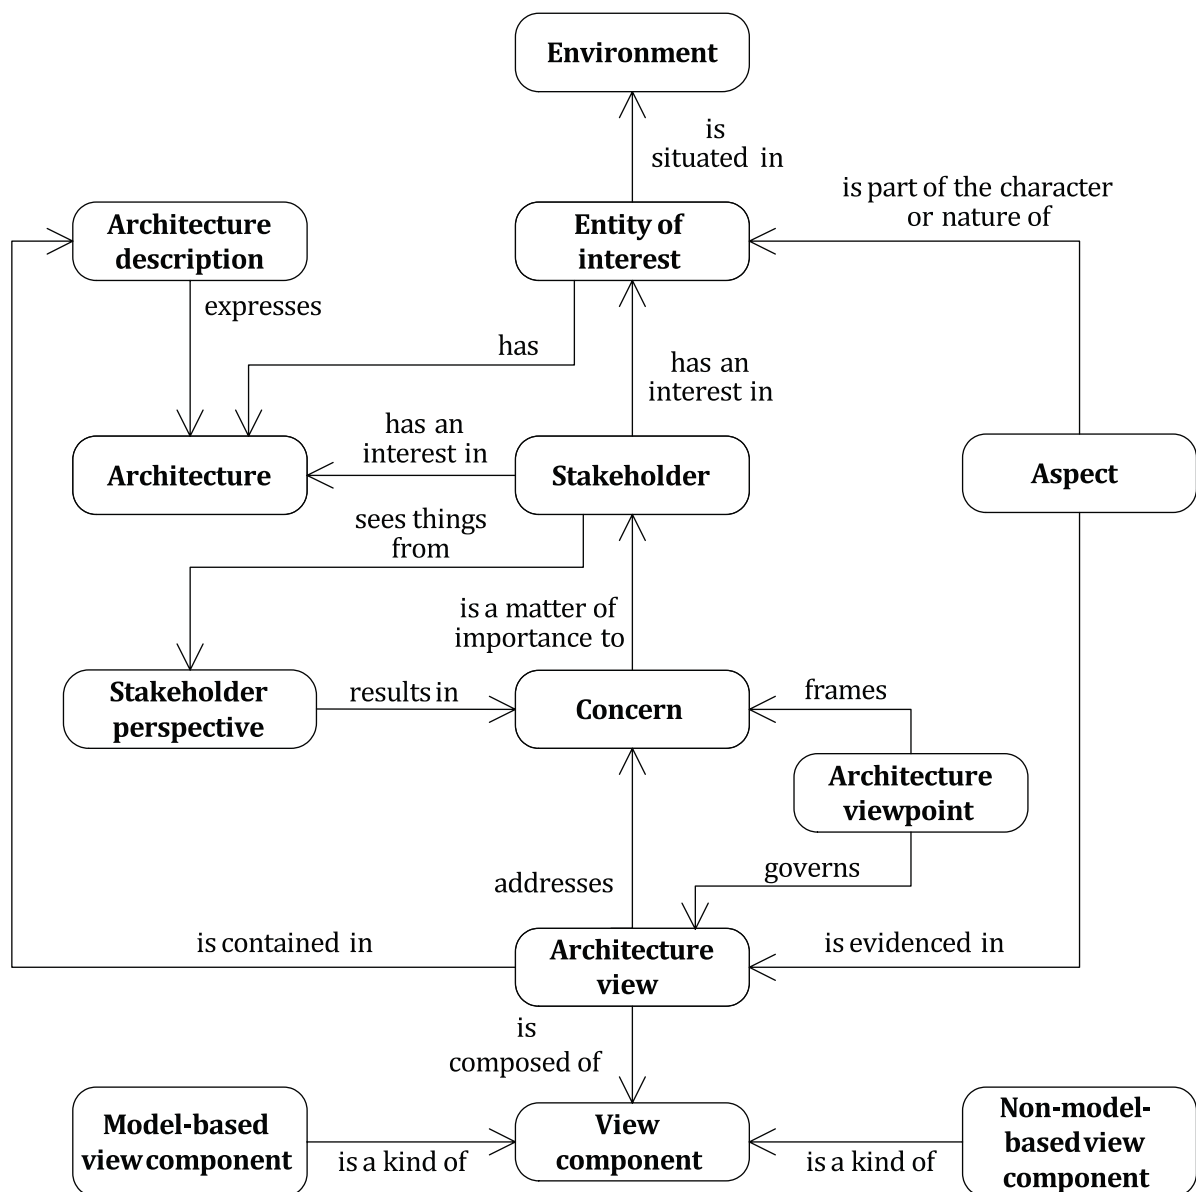 Environment
is
situated in
is part of the character
or nature of
Architecture
description
Entity of
interest
expresses
has
has an
interest in
has an
interest in
Architecture
Stakeholder
Aspect
sees things
from
is a matter of
importance to
Stakeholder
perspective
results in
Concern
frames
Architecture
viewpoint
governs
addresses
is contained in
Architecture
view
is evidenced in
is
composed of
Model-based
view component
is a kind of
View
component
is a kind of
Non-model-
based view
component